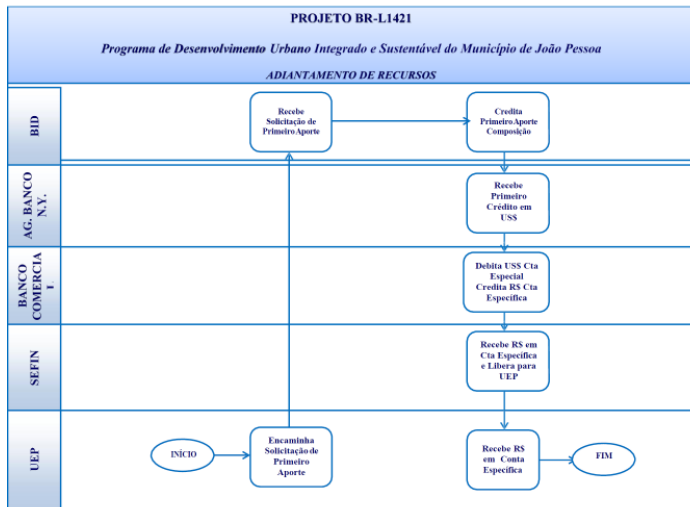 PROJETO BR-L1421
Programa de Desenvolvimento Urbano Integrado e Sustentável do Município de João Pessoa
ADIANTAMENTO DE RECURSOS
BID
Recebe
Solicitação de
Primeiro Aporte
Credita
Primeiro Aporte
Composição
AG. BANCO
N.Y.
Recebe
Primeiro
Crédito em
US$
BANCO
COMERCIA
L
Debita US$ Cta
Especial
Credita R$ Cta
Específica
SEFIN
Recebe R$ em
Cta Específica
e Libera para
UEP
UEP
INÍCIO
Encaminha
Solicitação de
Primeiro
Aporte
Recebe R$
em Conta
Específica
FIM